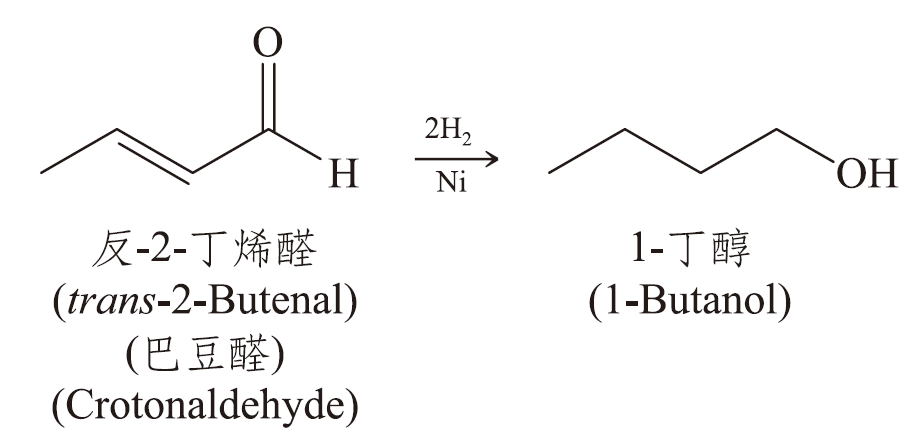 O
H
2H₂
Ni
OH
反-2-丁烯醛
(trans-2-Butenal)
(巴豆醛)
(Crotonaldehyde)
1-丁醇
(1-Butanol)